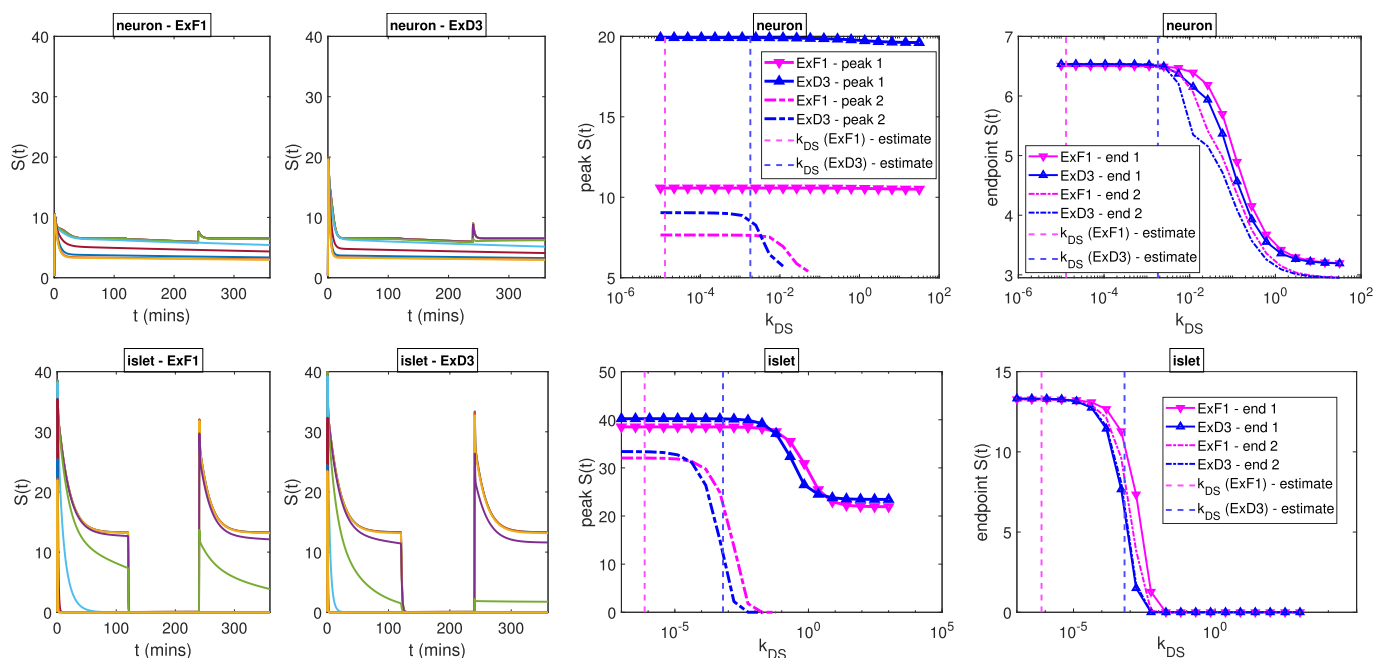 neuron - ExF1
40
30
20
10
0
S(t)
0
100
200
300
t (mins)
neuron - ExD3
40
30
20
10
0
S(t)
0
100
200
300
t (mins)
neuron
20
15
10
5
peak S(t)
ExF1 - peak 1
ExD3 - peak 1
ExF1 - peak 2
ExD3 - peak 2
k_DS (ExF1) - estimate
k_DS (ExD3) - estimate
10^-6
10^-4
10^-2
10^0
10^2
k_DS
neuron
7
6
5
4
3
endpoint S(t)
ExF1 - end 1
ExD3 - end 1
ExF1 - end 2
ExD3 - end 2
k_DS (ExF1) - estimate
k_DS (ExD3) - estimate
10^-6
10^-4
10^-2
10^0
10^2
k_DS
islet - ExF1
40
30
20
10
0
S(t)
0
100
200
300
t (mins)
islet - ExD3
40
30
20
10
0
S(t)
0
100
200
300
t (mins)
islet
50
40
30
20
10
0
peak S(t)
10^-5
10^0
10^5
k_DS
islet
15
10
5
0
endpoint S(t)
ExF1 - end 1
ExD3 - end 1
ExF1 - end 2
ExD3 - end 2
k_DS (ExF1) - estimate
k_DS (ExD3) - estimate
10^-5
10^0
k_DS